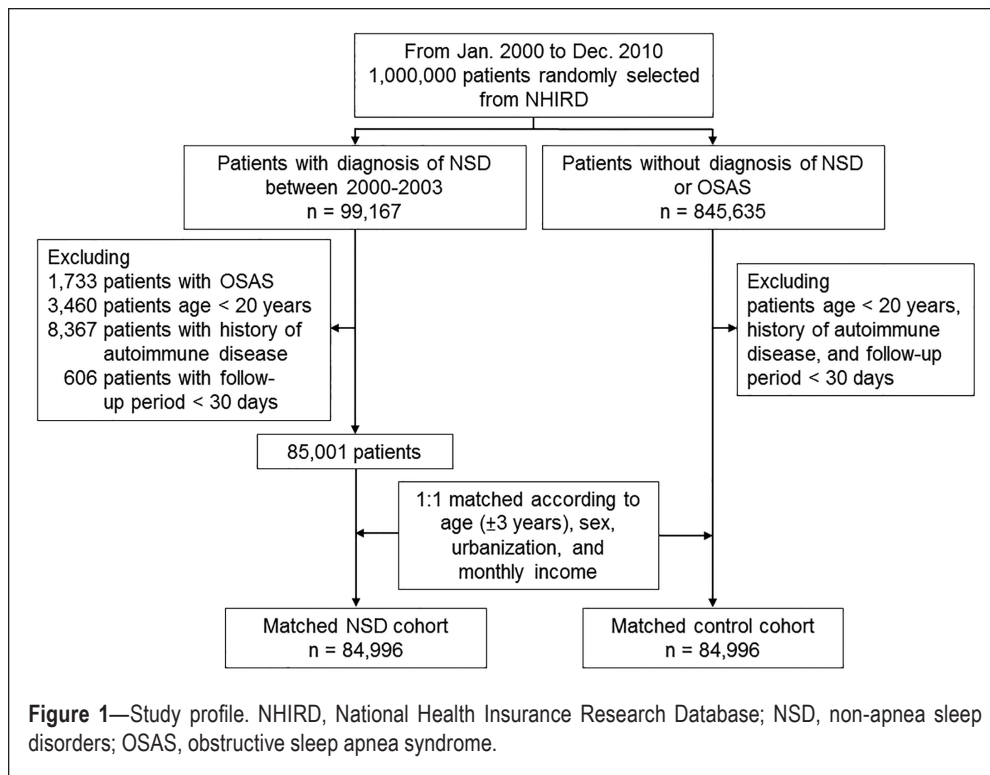 From Jan. 2000 to Dec. 2010
1,000,000 patients randomly selected
from NHIRD
Patients with diagnosis of NSD
between 2000-2003
n = 99,167
Patients without diagnosis of NSD
or OSAS
n = 845,635
Excluding
1,733 patients with OSAS
3,460 patients age < 20 years
8,367 patients with history of
autoimmune disease
606 patients with follow-
up period < 30 days
Excluding
patients age < 20 years,
history of autoimmune
disease, and follow-up
period < 30 days
85,001 patients
1:1 matched according to
age (±3 years), sex,
urbanization, and
monthly income
Matched NSD cohort
n = 84,996
Matched control cohort
n = 84,996
Figure 1—Study profile. NHIRD, National Health Insurance Research Database; NSD, non-apnea sleep
disorders; OSAS, obstructive sleep apnea syndrome.